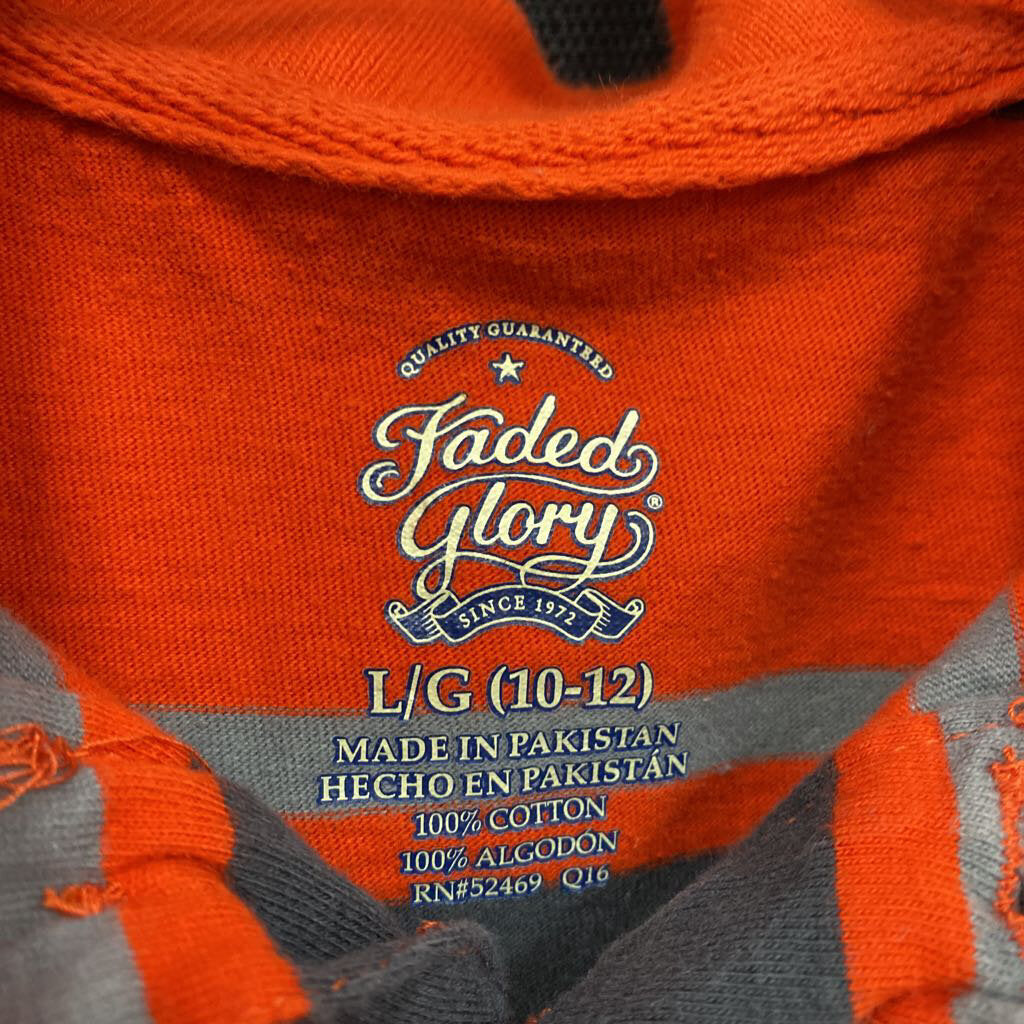 QUALITY GUARANTEED
Faded
Glory®
SINCE 1972
L/G (10-12)
MADE IN PAKISTAN
HECHO EN PAKISTÁN
100% COTTON
100% ALGODÓN
RN#52469 Q16